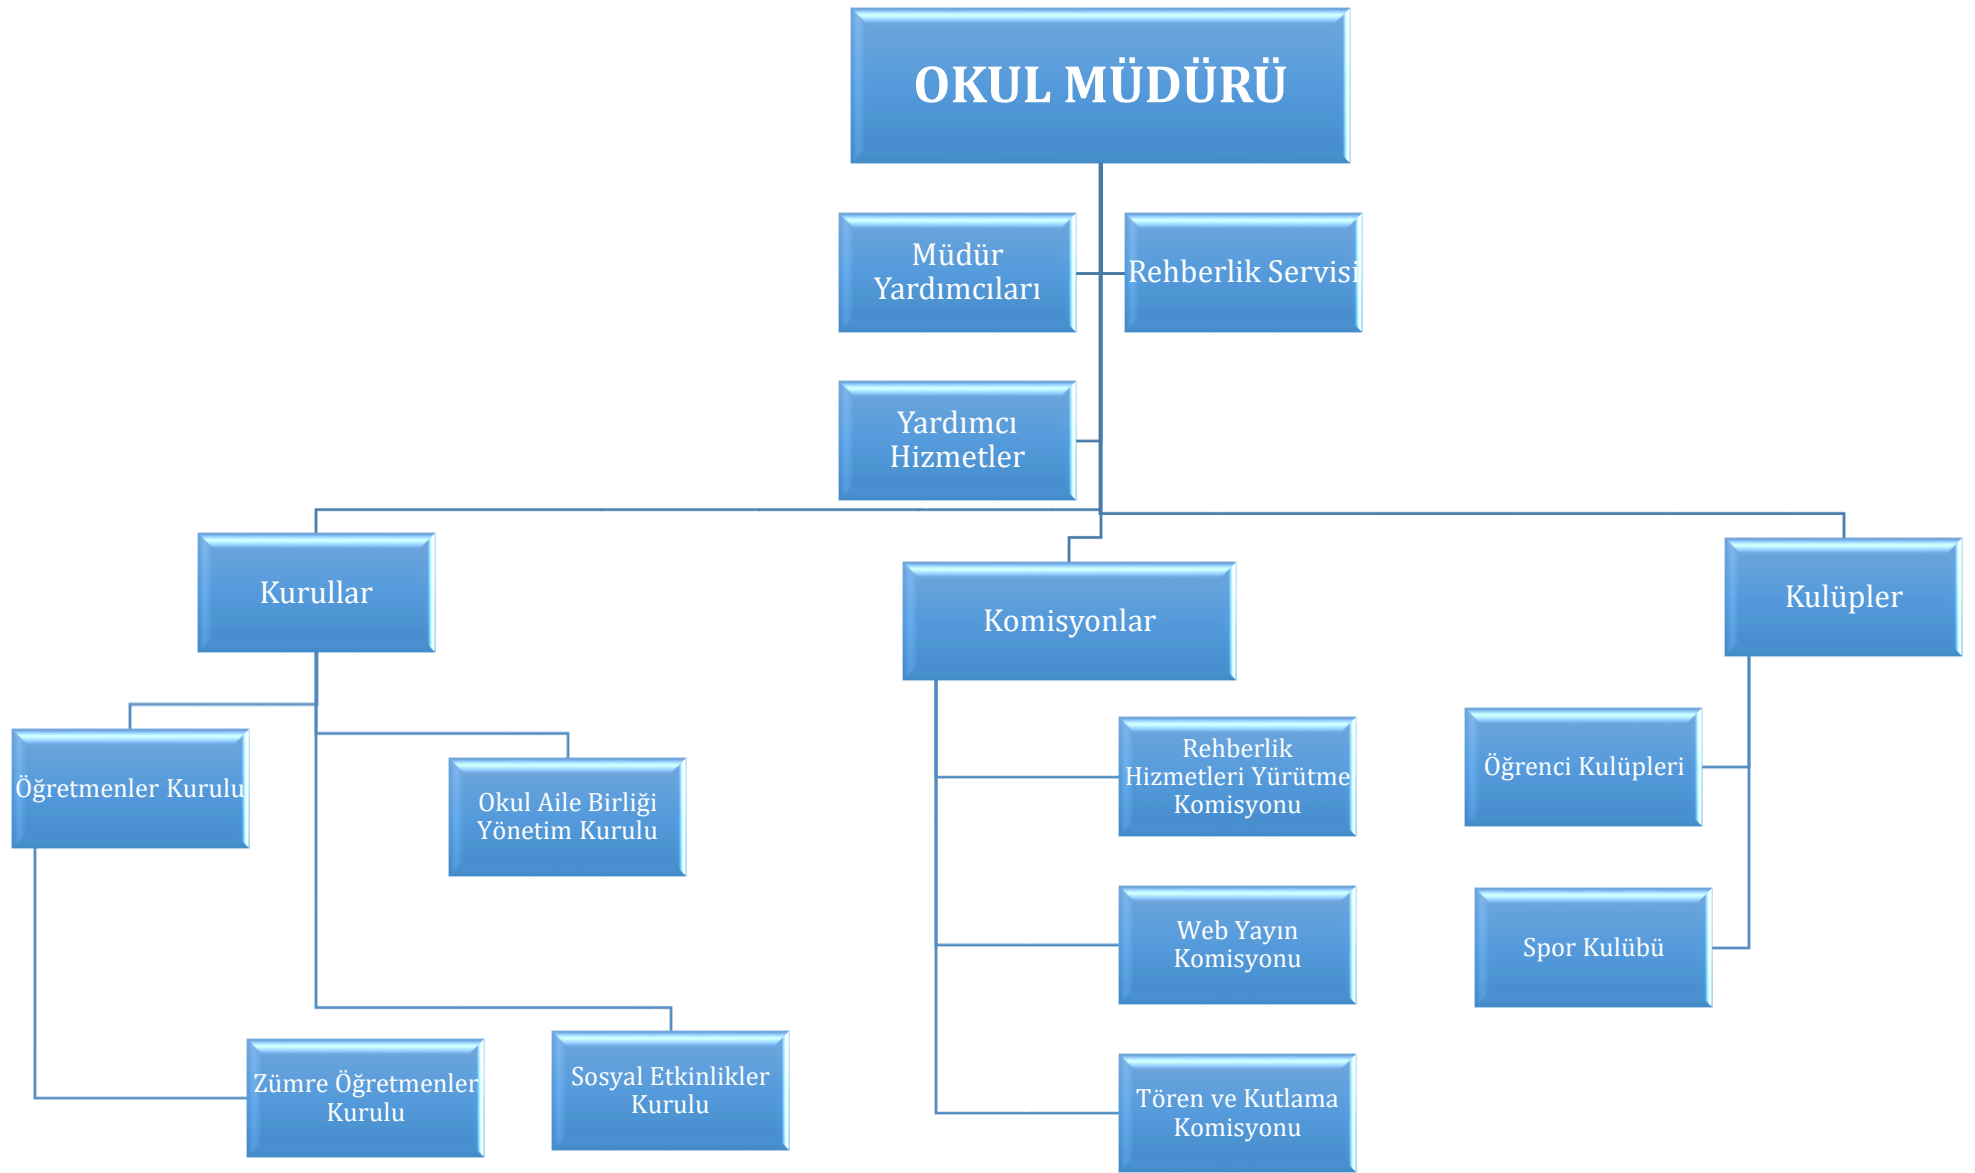 OKUL MÜDÜRÜ
Müdür
Yardımcıları
Rehberlik Servisi
Yardımcı
Hizmetler
Kurullar
Komisyonlar
Kulüpler
Öğretmenler Kurulu
Okul Aile Birliği
Yönetim Kurulu
Zümre Öğretmenler
Kurulu
Sosyal Etkinlikler
Kurulu
Rehberlik
Hizmetleri Yürütme
Komisyonu
Web Yayın
Komisyonu
Tören ve Kutlama
Komisyonu
Öğrenci Kulüpleri
Spor Kulübü